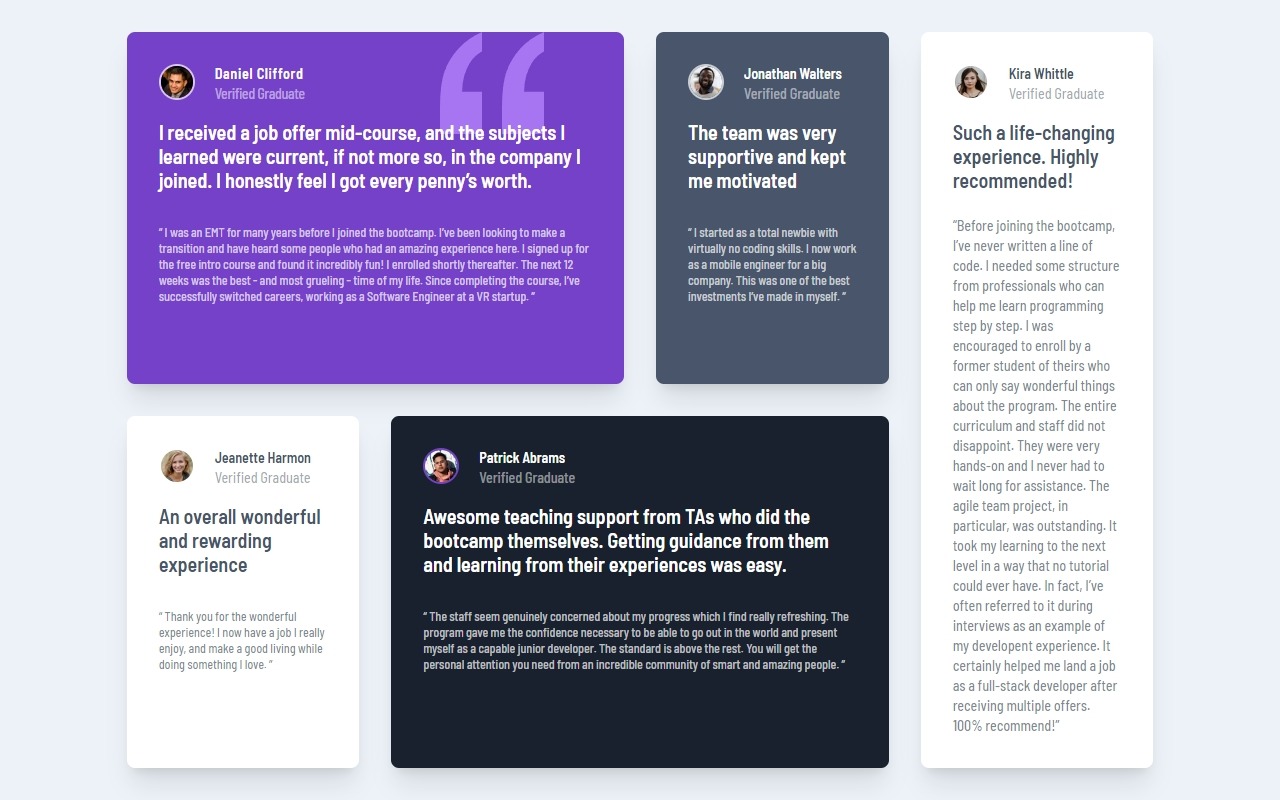 Daniel Clifford
Verified Graduate
I received a job offer mid-course, and the subjects I
learned were current, if not more so, in the company I
joined. I honestly feel I got every penny’s worth.
“ I was an EMT for many years before I joined the bootcamp. I’ve been looking to make a
transition and have heard some people who had an amazing experience here. I signed up for
the free intro course and found it incredibly fun! I enrolled shortly thereafter. The next 12
weeks was the best - and most grueling - time of my life. Since completing the course, I’ve
successfully switched careers, working as a Software Engineer at a VR startup. ”
Jonathan Walters
Verified Graduate
The team was very
supportive and kept
me motivated
“ I started as a total newbie with
virtually no coding skills. I now work
as a mobile engineer for a big
company. This was one of the best
investments I’ve made in myself. ”
Kira Whittle
Verified Graduate
Such a life-changing
experience. Highly
recommended!
“Before joining the bootcamp,
I’ve never written a line of
code. I needed some structure
from professionals who can
help me learn programming
step by step. I was
encouraged to enroll by a
former student of theirs who
can only say wonderful things
about the program. The entire
curriculum and staff did not
disappoint. They were very
hands-on and I never had to
wait long for assistance. The
agile team project, in
particular, was outstanding. It
took my learning to the next
level in a way that no tutorial
could ever have. In fact, I’ve
often referred to it during
interviews as an example of
my developent experience. It
certainly helped me land a job
as a full-stack developer after
receiving multiple offers.
100% recommend!”
Jeanette Harmon
Verified Graduate
An overall wonderful
and rewarding
experience
“ Thank you for the wonderful
experience! I now have a job I really
enjoy, and make a good living while
doing something I love. ”
Patrick Abrams
Verified Graduate
Awesome teaching support from TAs who did the
bootcamp themselves. Getting guidance from them
and learning from their experiences was easy.
“ The staff seem genuinely concerned about my progress which I find really refreshing. The
program gave me the confidence necessary to be able to go out in the world and present
myself as a capable junior developer. The standard is above the rest. You will get the
personal attention you need from an incredible community of smart and amazing people. ”